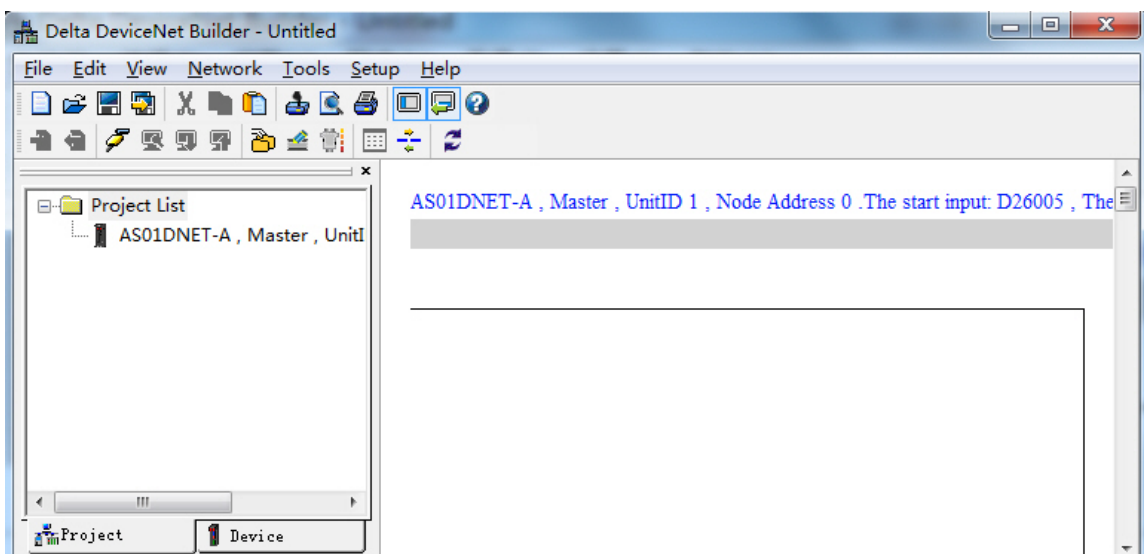 Delta DeviceNet Builder - Untitled
File Edit View Network Tools Setup Help
Project List
AS01DNET-A , Master , UnitI
AS01DNET-A , Master , UnitID 1 , Node Address 0 .The start input: D26005 , The
Project Device